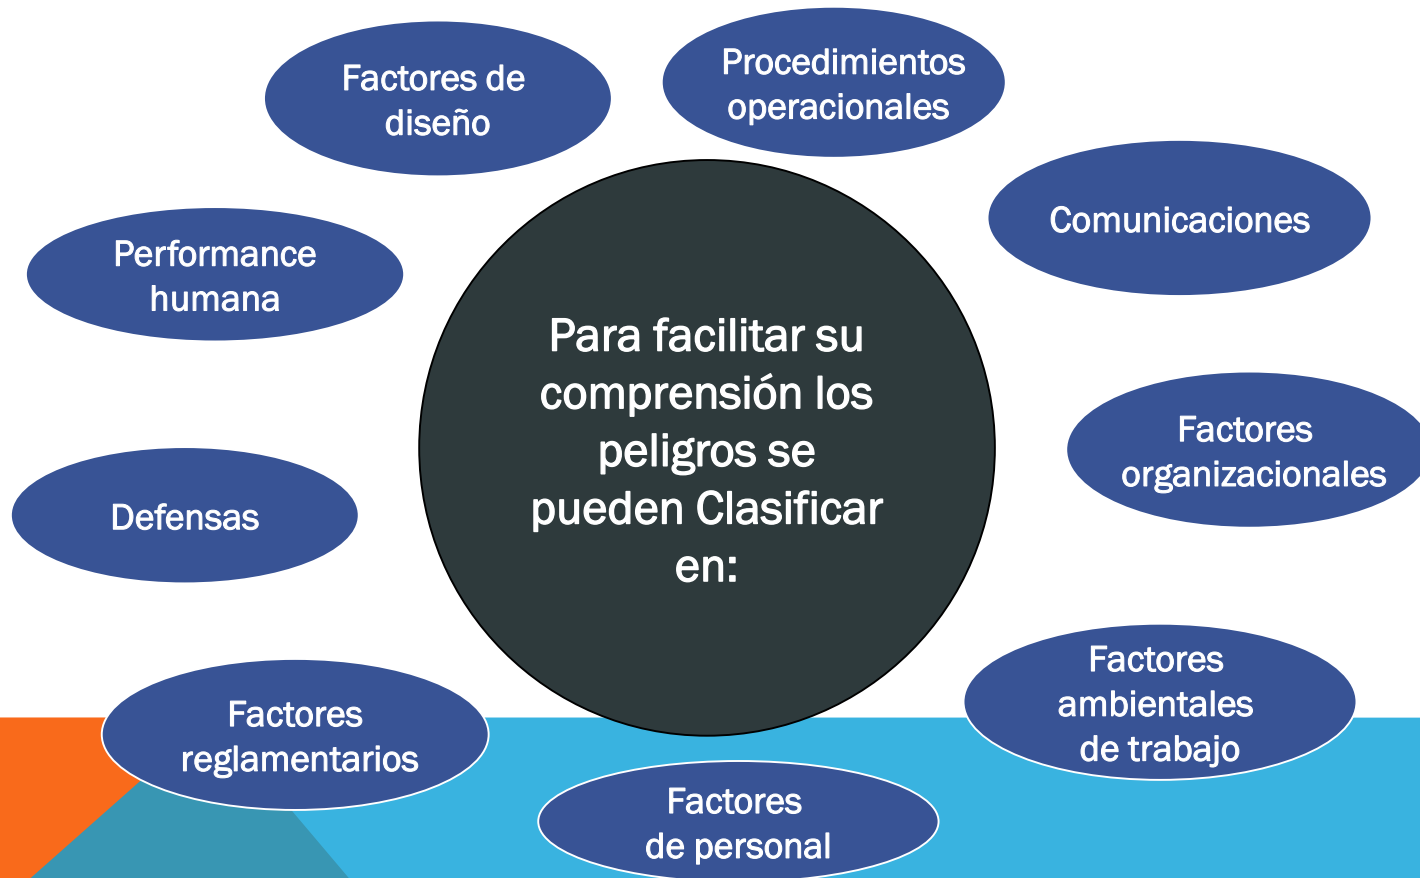 Factores de
diseño
Procedimientos
operacionales
Comunicaciones
Performance
humana
Para facilitar su
comprensión los
peligros se
pueden Clasificar
en:
Factores
organizacionales
Defensas
Factores
ambientales
de trabajo
Factores
reglamentarios
Factores
de personal